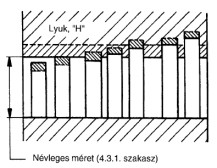 Lyuk, "H"
Névleges méret (4.3.1. szakasz)